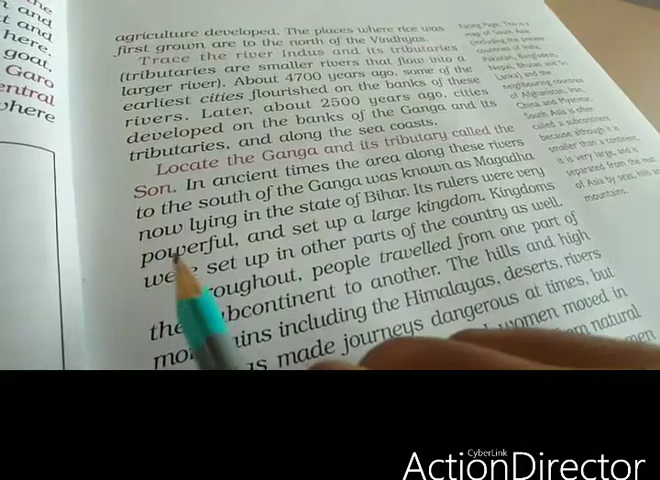 the
n and
t and
here.
goat.
Garo
entral
where
agriculture developed. The places where rice was
first grown are to the north of the Vindhyas.
Trace the river Indus and its tributaries
(tributaries are smaller rivers that flow into a
larger river). About 4700 years ago, some of the
earliest cities flourished on the banks of these
rivers. Later, about 2500 years ago, cities
developed on the banks of the Ganga and its
tributaries, and along the sea coasts.
Locate the Ganga and its tributary called the
Son. In ancient times the area along these rivers
to the south of the Ganga was known as Magadha
now lying in the state of Bihar. Its rulers were very
powerful, and set up a large kingdom. Kingdoms
we e set up in other parts of the country as well.
roughout, people travelled from one part of
the bcontinent to another. The hills and high
mo ains including the Himalayas, deserts, rivers
s made journeys dangerous at times, but
women moved in
natural
men
Facing Page: This is a
map of South Asia
(including the present
countries of India,
Pakistan, Bangladesh,
Nepal, Bhutan and Sri
Lanka) and the
neighbouring countries
of Afghanistan, Iran,
China and Myanmar.
South Asia is often
called a subcontinent
because although it is
smaller than a continent,
it is very large, and is
separated from the rest
of Asia by seas, hills and
mountains.
CyberLink
ActionDirector